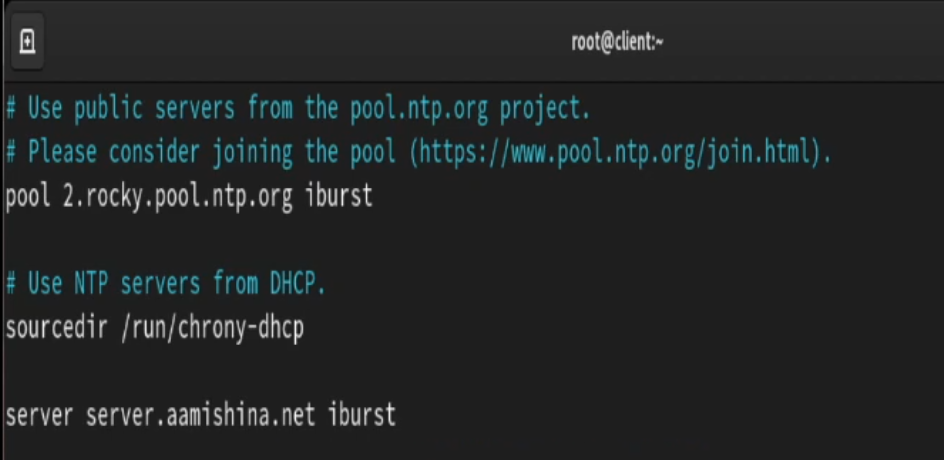 root@client:~
# Use public servers from the pool.ntp.org project.
# Please consider joining the pool (https://www.pool.ntp.org/join.html).
pool 2.rocky.pool.ntp.org iburst
# Use NTP servers from DHCP.
sourcedir /run/chrony-dhcp
server server.aamishina.net iburst